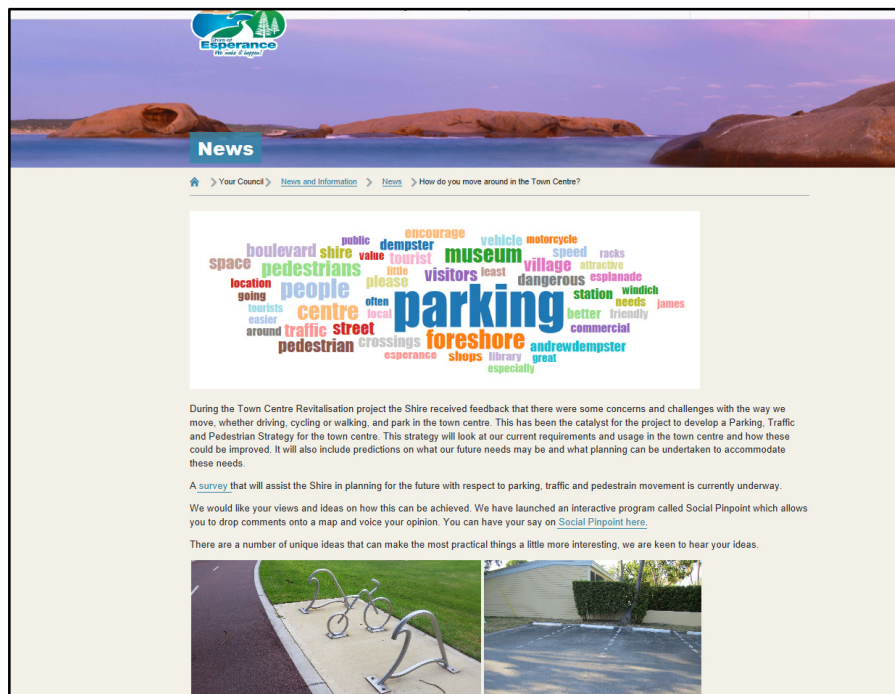 Shire of
Esperance
We make it happen!
News
Your Council News and Information News How do you move around in the Town Centre?
encourage
public dempster vehicle motorcycle
boulevard shire value tourist museum speed racks
space pedestrians little visitors least village attractive
location people please dangerous esplanade
going often parking station windich
tourists centre local better needs james
easier friendly
around traffic street foreshore commercial
pedestrian crossings andrewdempster
esperance shops library great
especially
During the Town Centre Revitalisation project the Shire received feedback that there were some concerns and challenges with the way we
move, whether driving, cycling or walking, and park in the town centre. This has been the catalyst for the project to develop a Parking, Traffic
and Pedestrian Strategy for the town centre. This strategy will look at our current requirements and usage in the town centre and how these
could be improved. It will also include predictions on what our future needs may be and what planning can be undertaken to accommodate
these needs.
A survey that will assist the Shire in planning for the future with respect to parking, traffic and pedestrain movement is currently underway.
We would like your views and ideas on how this can be achieved. We have launched an interactive program called Social Pinpoint which allows
you to drop comments onto a map and voice your opinion. You can have your say on Social Pinpoint here.
There are a number of unique ideas that can make the most practical things a little more interesting, we are keen to hear your ideas.